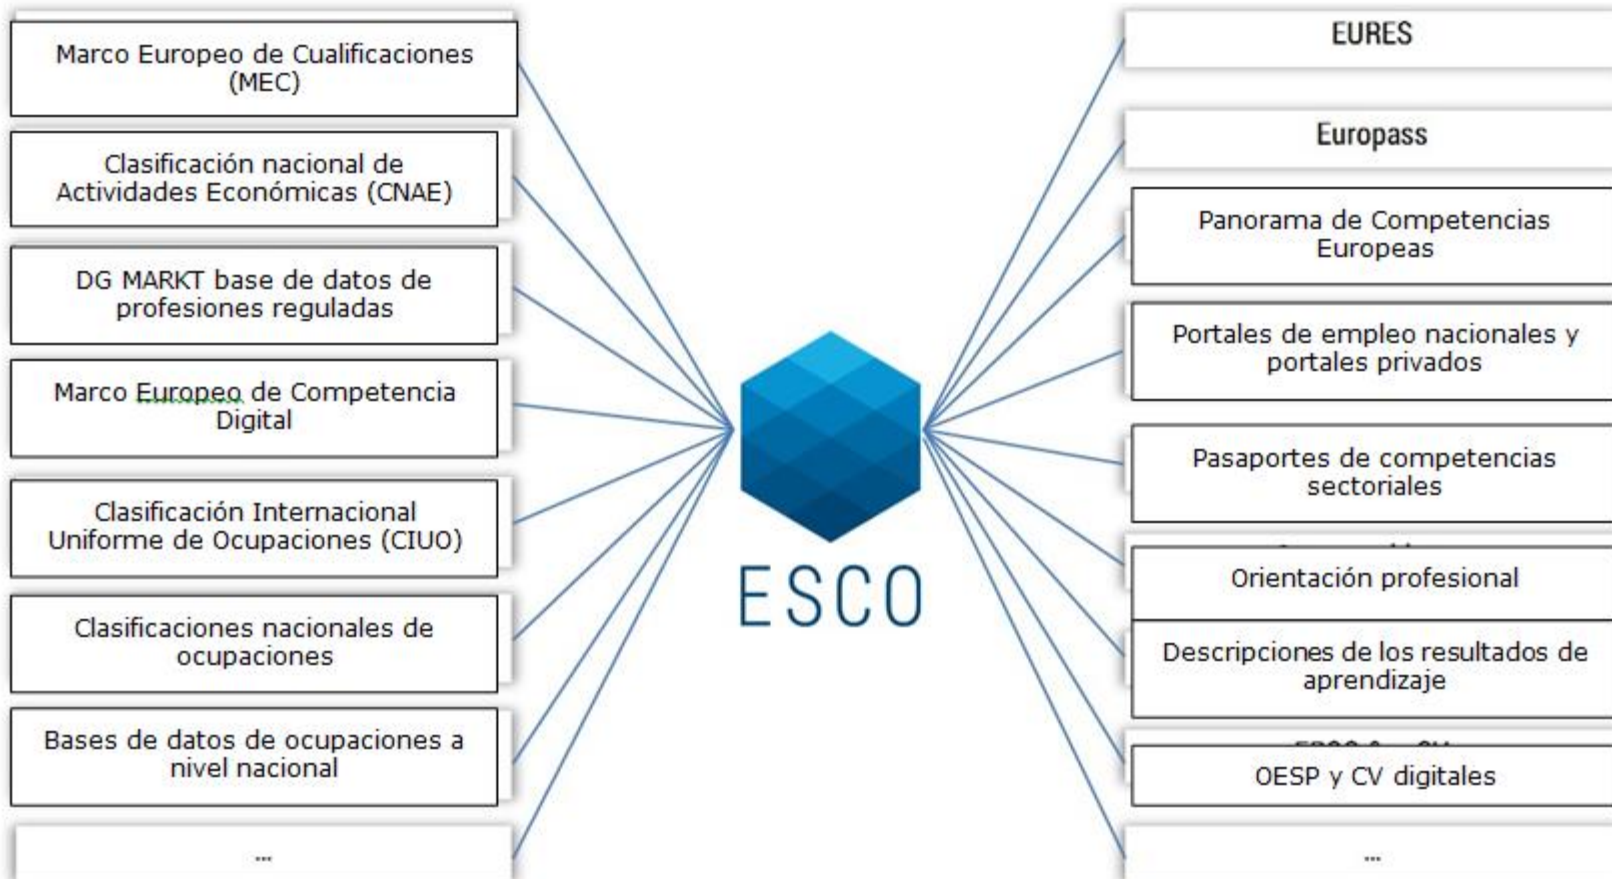 Marco Europeo de Cualificaciones
(MEC)
Clasificación nacional de
Actividades Económicas (CNAE)
DG MARKT base de datos de
profesiones reguladas
Marco Europeo de Competencia
Digital
Clasificación Internacional
Uniforme de Ocupaciones (CIUO)
Clasificaciones nacionales de
ocupaciones
Bases de datos de ocupaciones a
nivel nacional
...
ESCO
EURES
Europass
Panorama de Competencias
Europeas
Portales de empleo nacionales y
portales privados
Pasaportes de competencias
sectoriales
Orientación profesional
Descripciones de los resultados de
aprendizaje
OESP y CV digitales
...